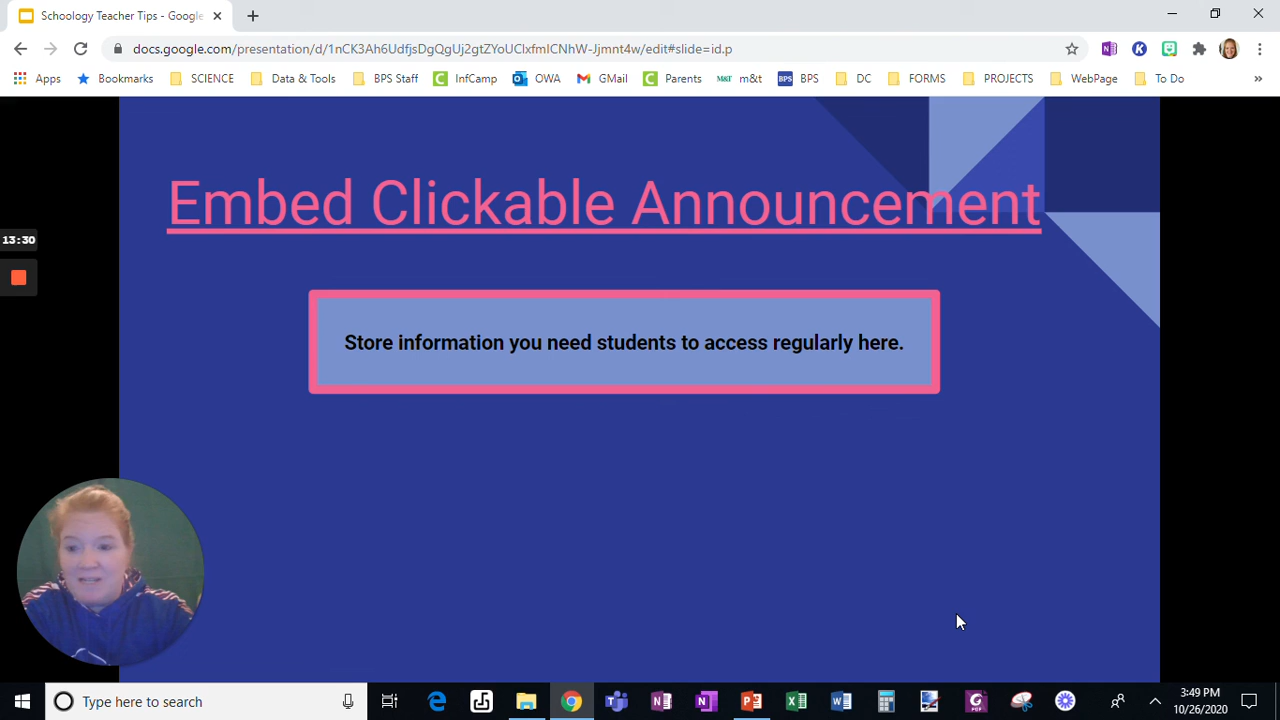 Schoology Teacher Tips - Google
docs.google.com/presentation/d/1nCK3Ah6UdfjsDgQgUj2gtZYoUClxfmICNhW-Jjmnt4w/edit#slide=id.p
Apps Bookmarks SCIENCE Data & Tools BPS Staff InfCamp OWA GMail Parents M&T m&t BPS BPS DC FORMS PROJECTS WebPage To Do »
Embed Clickable Announcement
13:30
Store information you need students to access regularly here.
Type here to search
3:49 PM
10/26/2020